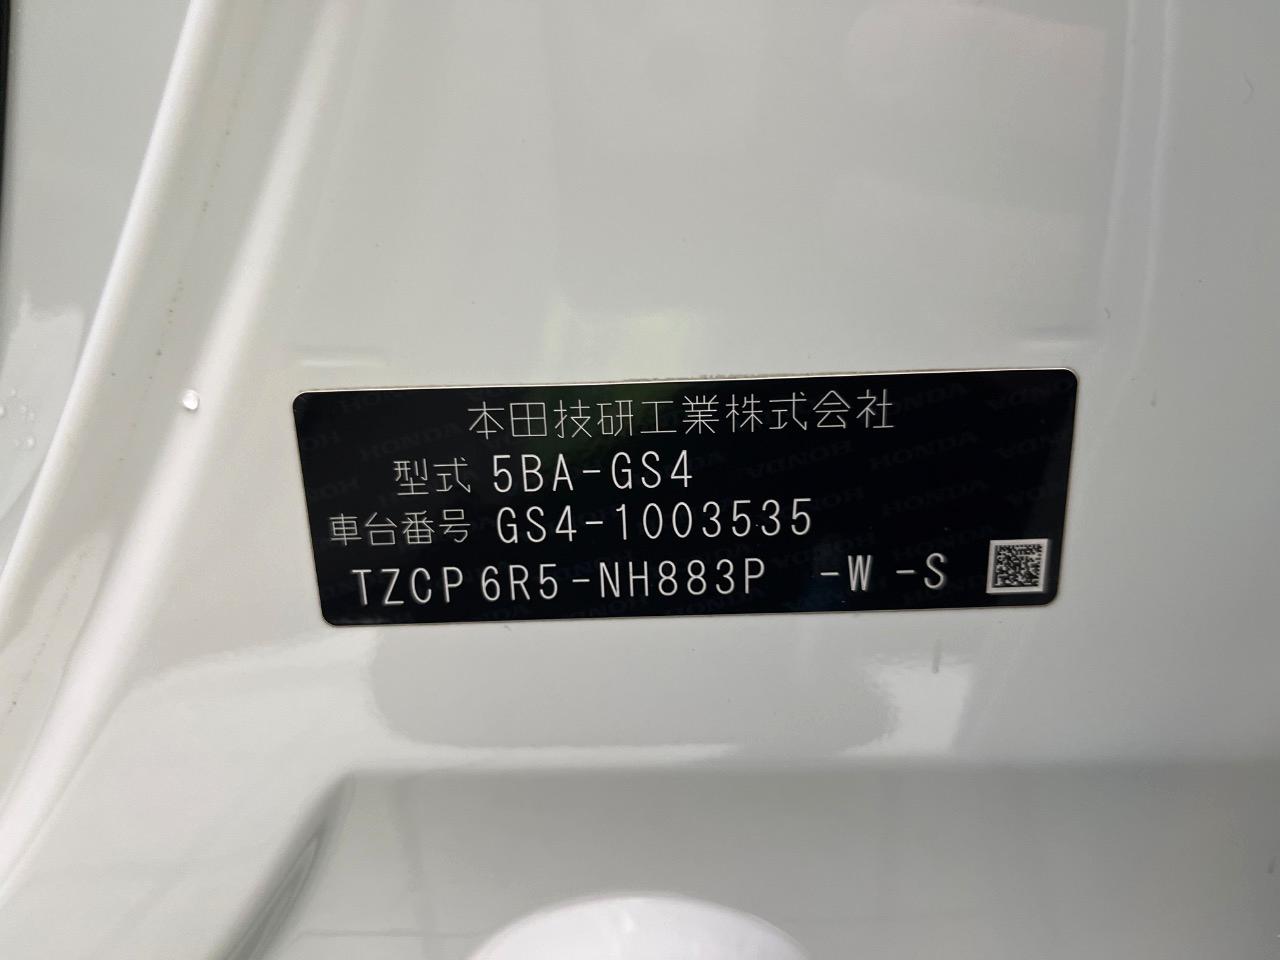 本田技研工業株式会社
型式 5BA-GS4
車台番号 GS4-1003535
TZCP 6R5-NH883P -W -S